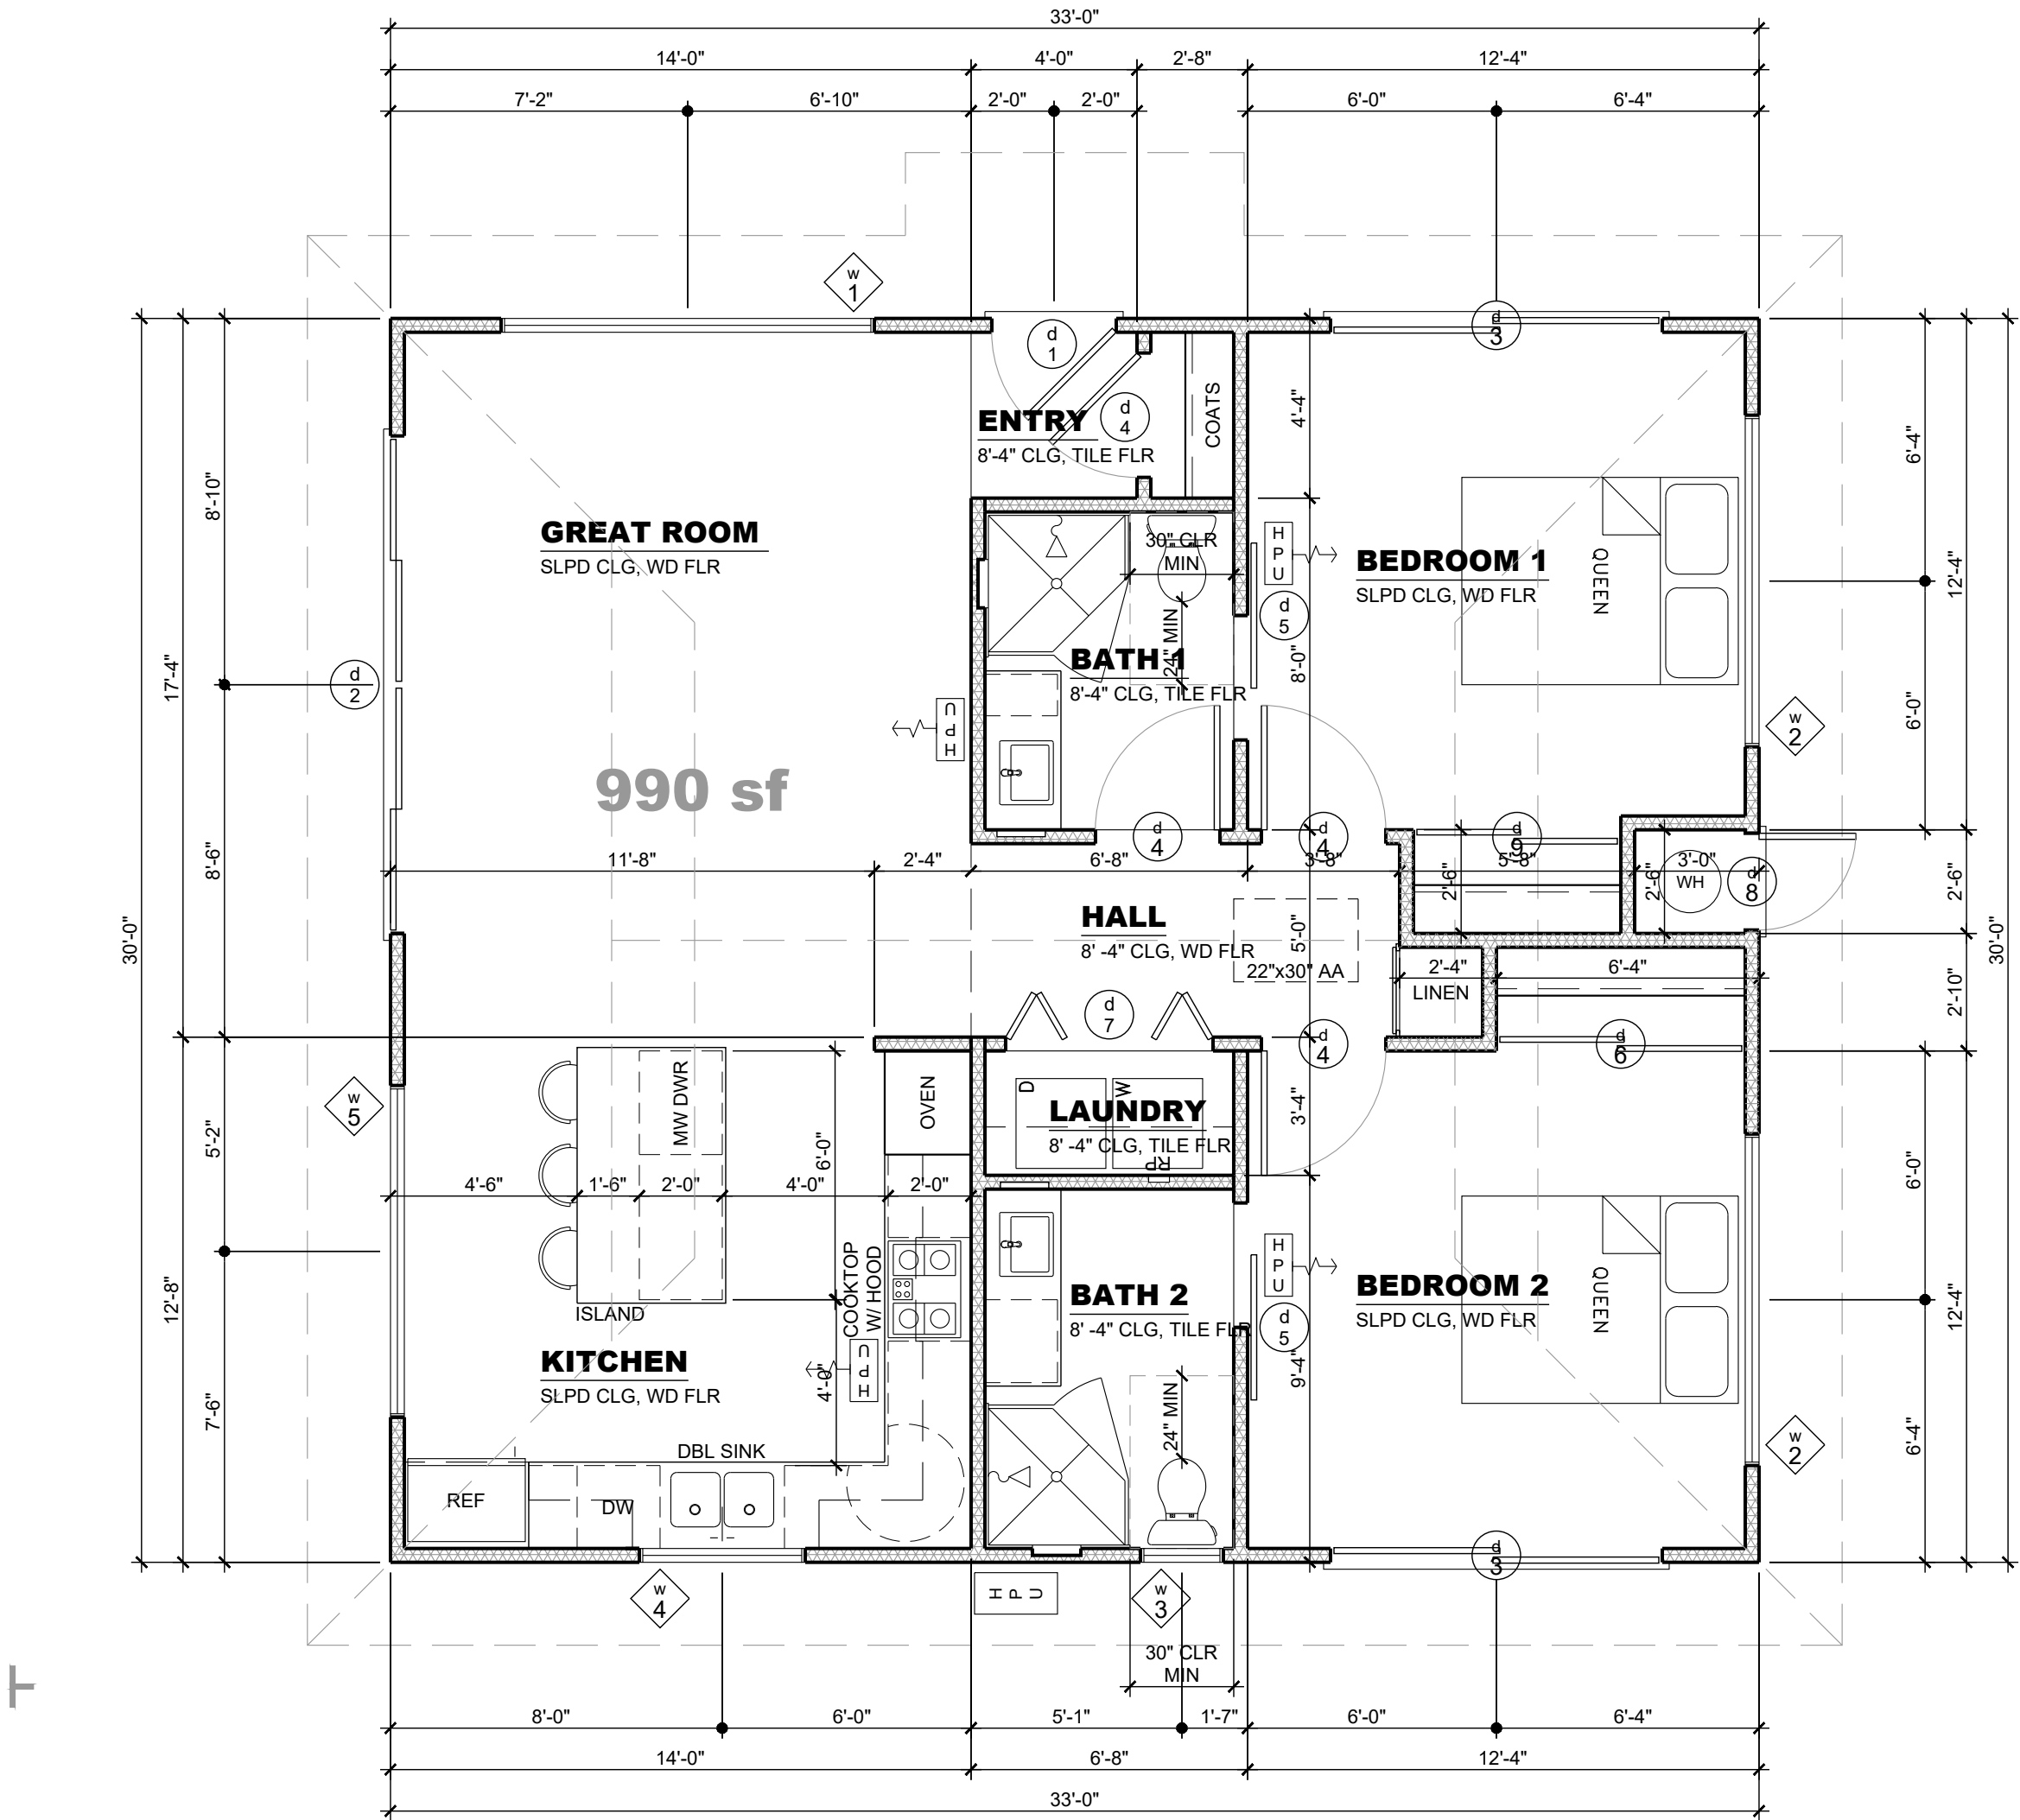 33'-0"
14'-0" 4'-0" 2'-8" 12'-4"
7'-2" 6'-10" 2'-0" 2'-0" 6'-0" 6'-4"
w
1
d
1
d
3
d
4
COATS
4'-4"
6'-4"
ENTRY
8'-4" CLG, TILE FLR
8'-10"
GREAT ROOM
SLPD CLG, WD FLR
30" CLR
MIN
H
P
U
BEDROOM 1
SLPD CLG, WD FLR
QUEEN
12'-4"
d
5
24" MIN
BATH 1
8'-4" CLG, TILE FLR
8'-0"
17'-4"
d
2
HPU
6'-0"
w
2
990 sf
d
4
d
4
d
9
8'-6"
11'-8" 2'-4" 6'-8" 3'-8" 5'-8" 3'-0"
2'-6"
2'-6"
WH
d
8
2'-6"
HALL
8' -4" CLG, WD FLR
5'-0"
22"x30" AA
30'-0"
30'-0"
2'-4" 6'-4"
LINEN
2'-10"
d
7
d
4
d
6
w
5
MW DWR
OVEN
D
W
LAUNDRY
8' -4" CLG, TILE FLR
RP
3'-4"
5'-2"
6'-0"
6'-0"
4'-6" 1'-6" 2'-0" 4'-0" 2'-0"
COOKTOP
W/ HOOD
H
P
U
BATH 2
8' -4" CLG, TILE FLR
BEDROOM 2
SLPD CLG, WD FLR
QUEEN
d
5
ISLAND
12'-8"
12'-4"
KITCHEN
SLPD CLG, WD FLR
HPU
4'-0"
9'-4"
7'-6"
24" MIN
6'-4"
w
2
DBL SINK
REF
DW
d
3
w
4
HPU
w
3
30" CLR
MIN
8'-0" 6'-0" 5'-1" 1'-7" 6'-0" 6'-4"
14'-0" 6'-8" 12'-4"
33'-0"